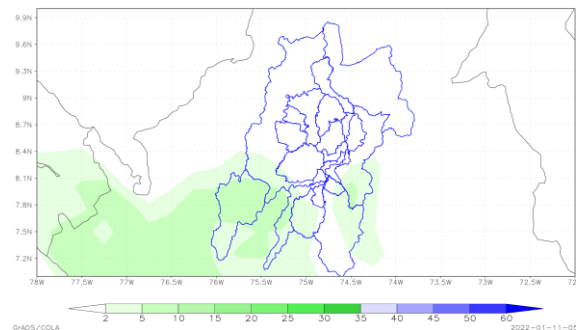 9.9N
9.6N
9.3N
9N
8.7N
8.4N
8.1N
7.8N
7.5N
7.2N
78W 77.5W 77W 76.5W 76W 75.5W 75W 74.5W 74W 73.5W 73W 72.5W 72
2 5 10 15 20 25 30 35 40 45 50 60
GrADS/COLA 2022-01-11-05